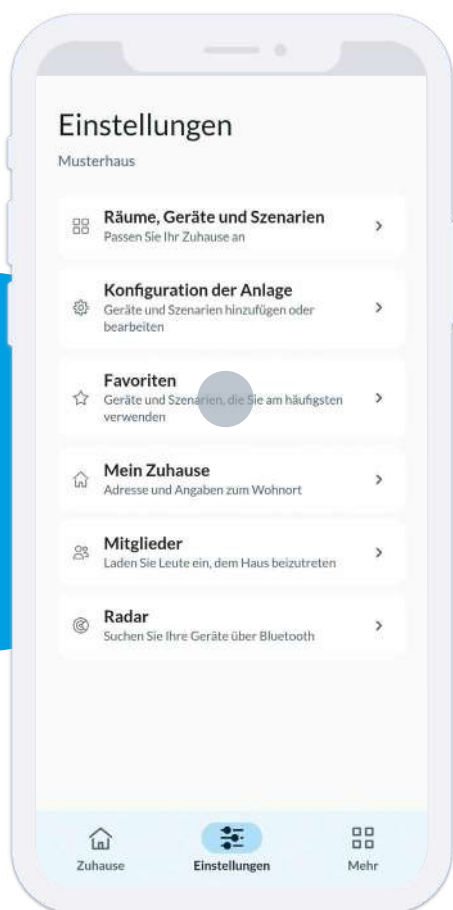 Einstellungen
Musterhaus
Räume, Geräte und Szenarien
Passen Sie Ihr Zuhause an
Konfiguration der Anlage
Geräte und Szenarien hinzufügen oder
bearbeiten
Favoriten
Geräte und Szenarien, die Sie am häufigsten
verwenden
Mein Zuhause
Adresse und Angaben zum Wohnort
Mitglieder
Laden Sie Leute ein, dem Haus beizutreten
Radar
Suchen Sie Ihre Geräte über Bluetooth
Zuhause
Einstellungen
Mehr